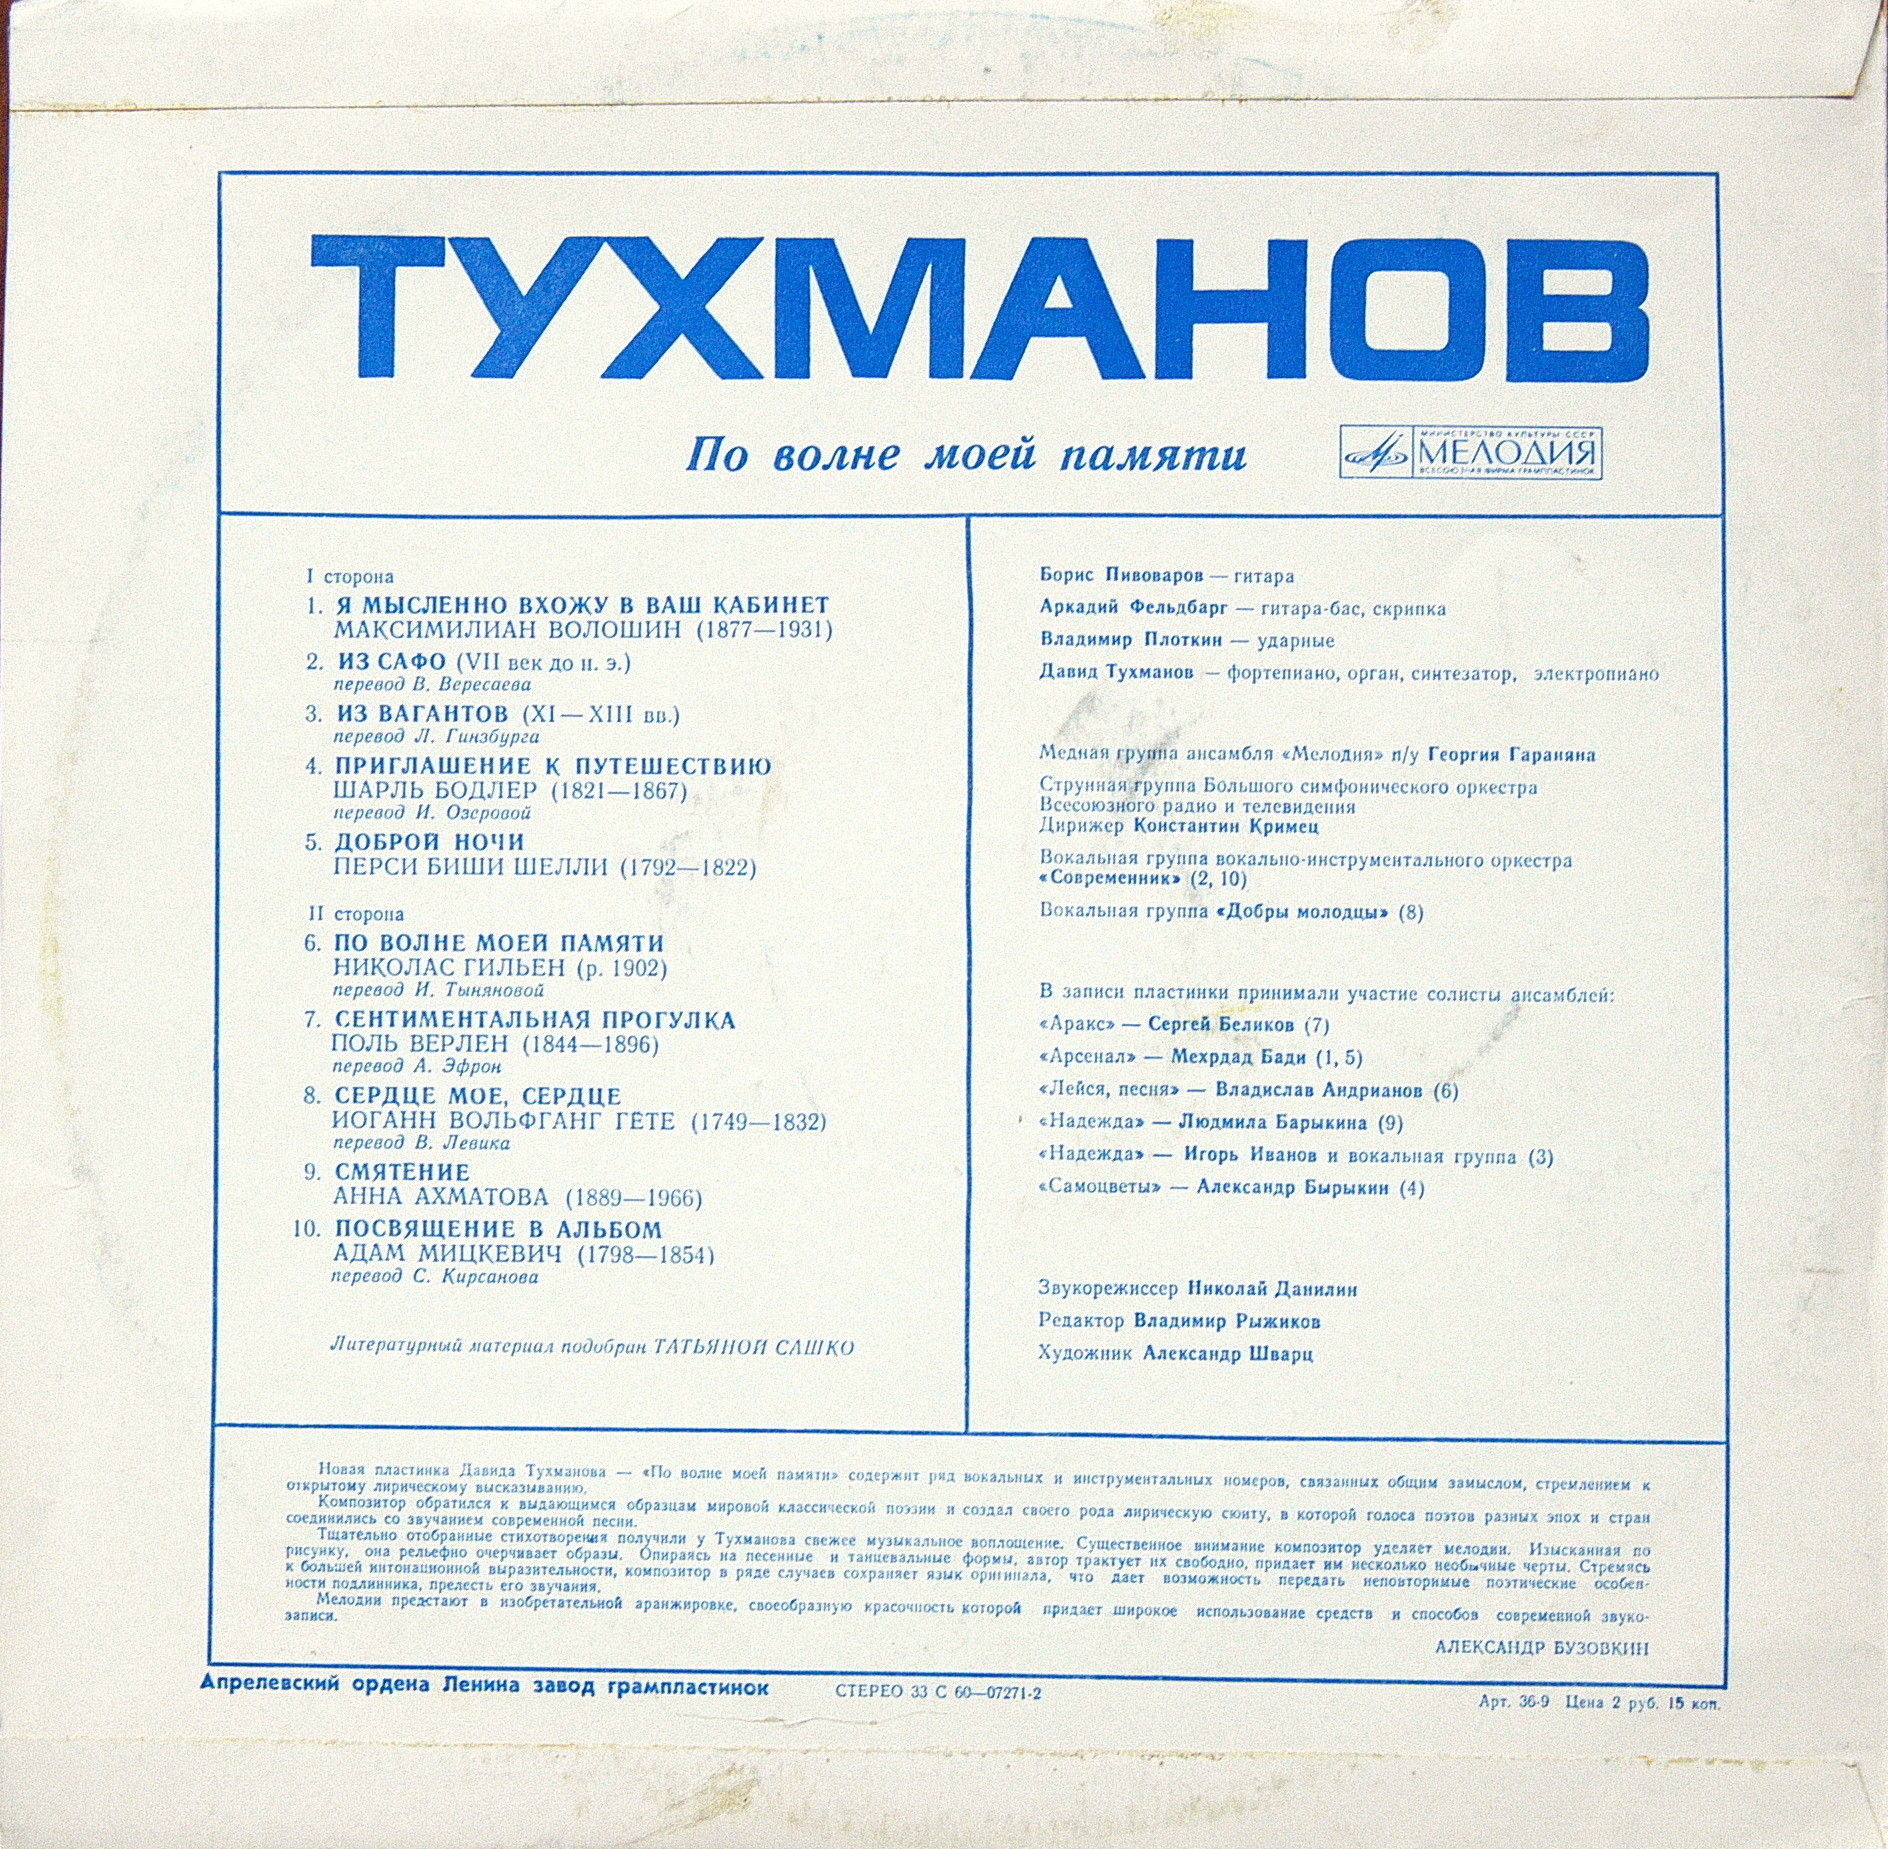 ТУХМАНОВ
По волне моей памяти
МИНИСТЕРСТВО КУЛЬТУРЫ СССР
МЕЛОДИЯ
ВСЕСОЮЗНАЯ ФИРМА ГРАМПЛАСТИНОК
I сторона
1. Я МЫСЛЕННО ВХОЖУ В ВАШ КАБИНЕТ
МАКСИМИЛИАН ВОЛОШИН (1877—1931)
2. ИЗ САФО (VII век до н. э.)
перевод В. Вересаева
3. ИЗ ВАГАНТОВ (XI—XIII вв.)
перевод Л. Гинзбурга
4. ПРИГЛАШЕНИЕ К ПУТЕШЕСТВИЮ
ШАРЛЬ БОДЛЕР (1821—1867)
перевод И. Озеровой
5. ДОБРОЙ НОЧИ
ПЕРСИ БИШИ ШЕЛЛИ (1792—1822)
II сторона
6. ПО ВОЛНЕ МОЕЙ ПАМЯТИ
НИКОЛАС ГИЛЬЕН (р. 1902)
перевод И. Тыняновой
7. СЕНТИМЕНТАЛЬНАЯ ПРОГУЛКА
ПОЛЬ ВЕРЛЕН (1844—1896)
перевод А. Эфрон
8. СЕРДЦЕ МОЕ, СЕРДЦЕ
ИОГАНН ВОЛЬФГАНГ ГЁТЕ (1749—1832)
перевод В. Левика
9. СМЯТЕНИЕ
АННА АХМАТОВА (1889—1966)
10. ПОСВЯЩЕНИЕ В АЛЬБОМ
АДАМ МИЦКЕВИЧ (1798—1854)
перевод С. Кирсанова
Литературный материал подобран ТАТЬЯНОЙ САШКО
Борис Пивоваров — гитара
Аркадий Фельдбарг — гитара-бас, скрипка
Владимир Плоткин — ударные
Давид Тухманов — фортепиано, орган, синтезатор, электропиано
Медная группа ансамбля «Мелодия» п/у Георгия Гараняна
Струнная группа Большого симфонического оркестра
Всесоюзного радио и телевидения
Дирижер Константин Кримец
Вокальная группа вокально-инструментального оркестра
«Современник» (2, 10)
Вокальная группа «Добры молодцы» (8)
В записи пластинки принимали участие солисты ансамблей:
«Аракс» — Сергей Беликов (7)
«Арсенал» — Мехрдад Бади (1, 5)
«Лейся, песня» — Владислав Андрианов (6)
«Надежда» — Людмила Барыкина (9)
«Надежда» — Игорь Иванов и вокальная группа (3)
«Самоцветы» — Александр Бырыкин (4)
Звукорежиссер Николай Данилин
Редактор Владимир Рыжиков
Художник Александр Шварц
Новая пластинка Давида Тухманова — «По волне моей памяти» содержит ряд вокальных и инструментальных номеров, связанных общим замыслом, стремлением к
открытому лирическому высказыванию.
Композитор обратился к выдающимся образцам мировой классической поэзии и создал своего рода лирическую сюиту, в которой голоса поэтов разных эпох и стран
соединились со звучанием современной песни.
Тщательно отобранные стихотворения получили у Тухманова свежее музыкальное воплощение. Существенное внимание композитор уделяет мелодии. Изысканная по
рисунку, она рельефно очерчивает образы. Опираясь на песенные и танцевальные формы, автор трактует их свободно, придает им несколько необычные черты. Стремясь
к большей интонационной выразительности, композитор в ряде случаев сохраняет язык оригинала, что дает возможность передать неповторимые поэтические особен-
ности подлинника, прелесть его звучания.
Мелодии предстают в изобретательной аранжировке, своеобразную красочность которой придает широкое использование средств и способов современной звуко-
записи.
АЛЕКСАНДР БУЗОВКИН
Апрелевский ордена Ленина завод грампластинок СТЕРЕО 33 С 60—07271-2 Арт. 36-9 Цена 2 руб. 15 коп.